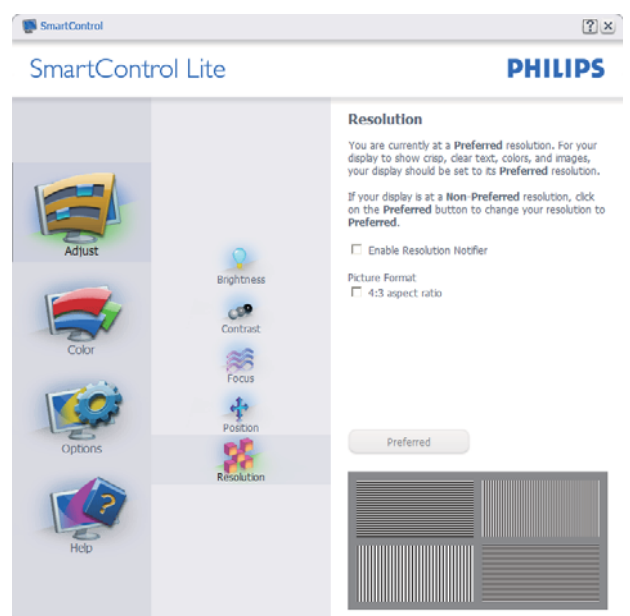 SmartControl
SmartControl Lite
PHILIPS
Adjust
Color
Options
Help
Brightness
Contrast
Focus
Position
Resolution
Resolution
You are currently at a Preferred resolution. For your
display to show crisp, clear text, colors, and images,
your display should be set to its Preferred resolution.
If your display is at a Non-Preferred resolution, click
on the Preferred button to change your resolution to
Preferred.
Enable Resolution Notifier
Picture Format
4:3 aspect ratio
Preferred